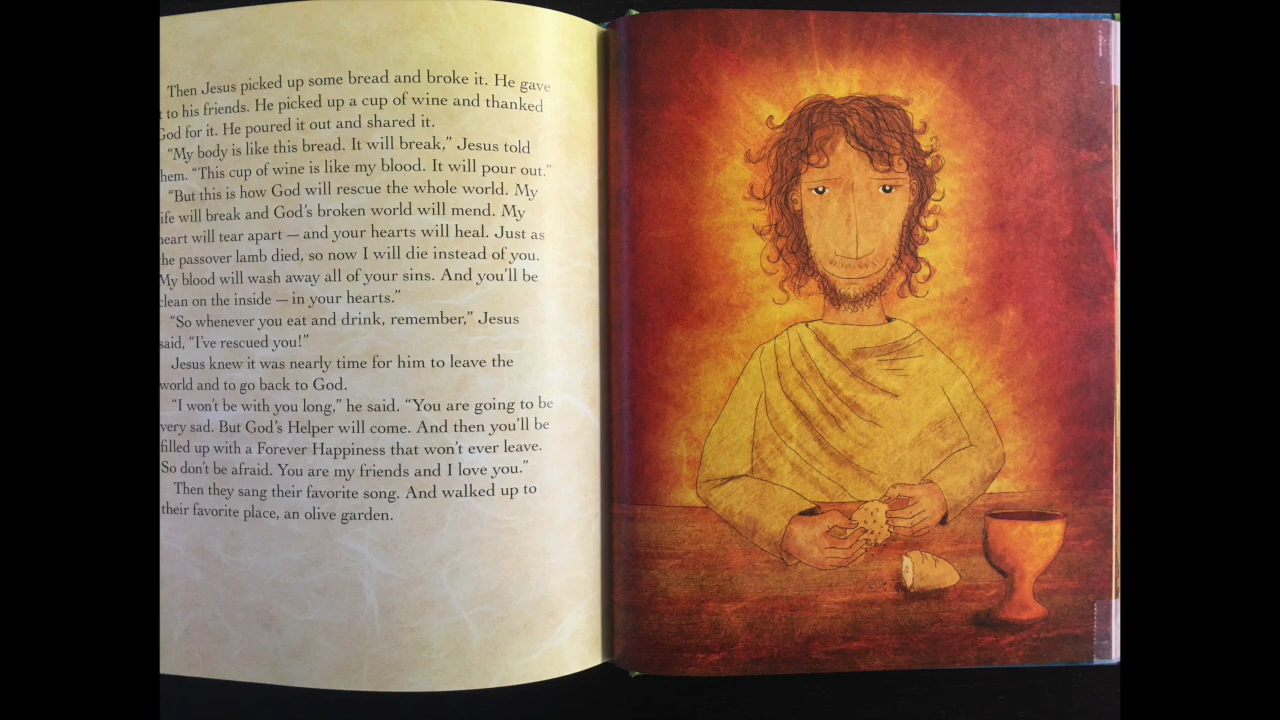 Then Jesus picked up some bread and broke it. He gave
t to his friends. He picked up a cup of wine and thanked
God for it. He poured it out and shared it.
“My body is like this bread. It will break,” Jesus told
hem. “This cup of wine is like my blood. It will pour out.”
“But this is how God will rescue the whole world. My
ife will break and God’s broken world will mend. My
heart will tear apart — and your hearts will heal. Just as
the passover lamb died, so now I will die instead of you.
My blood will wash away all of your sins. And you’ll be
clean on the inside — in your hearts.”
“So whenever you eat and drink, remember,” Jesus
said, “I’ve rescued you!”
Jesus knew it was nearly time for him to leave the
world and to go back to God.
“I won’t be with you long,” he said. “You are going to be
very sad. But God’s Helper will come. And then you’ll be
filled up with a Forever Happiness that won’t ever leave.
So don’t be afraid. You are my friends and I love you.”
Then they sang their favorite song. And walked up to
their favorite place, an olive garden.